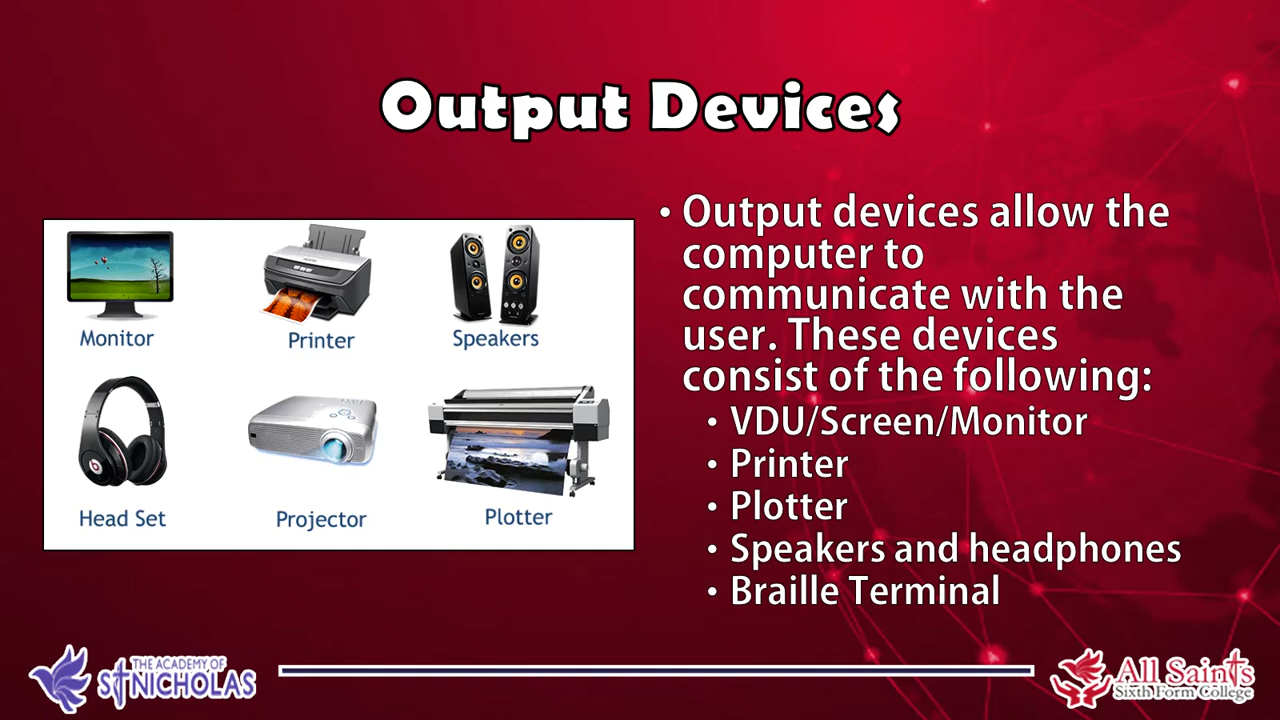 Output Devices
Monitor
Printer
Speakers
Head Set
Projector
Plotter
• Output devices allow the
computer to
communicate with the
user. These devices
consist of the following:
• VDU/Screen/Monitor
• Printer
• Plotter
• Speakers and headphones
• Braille Terminal
THE ACADEMY OF
ST NICHOLAS
All Saints
Sixth Form College